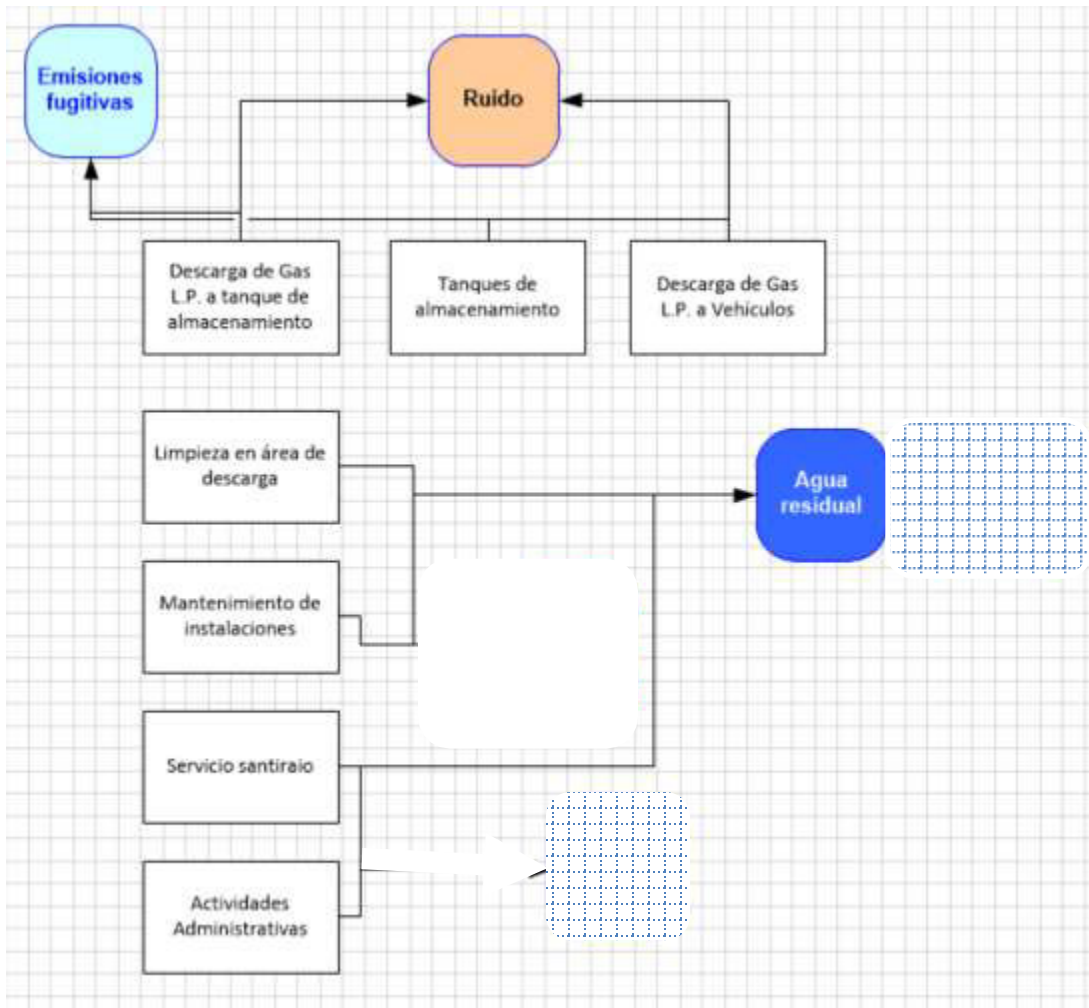 Emisiones
fugitivas
Ruido
Descarga de Gas
L.P. a tanque de
almacenamiento
Tanques de
almacenamiento
Descarga de Gas
L.P. a Vehículos
Limpieza en área de
descarga
Agua
residual
Mantenimiento de
instalaciones
Servicio santiraio
Actividades
Administrativas